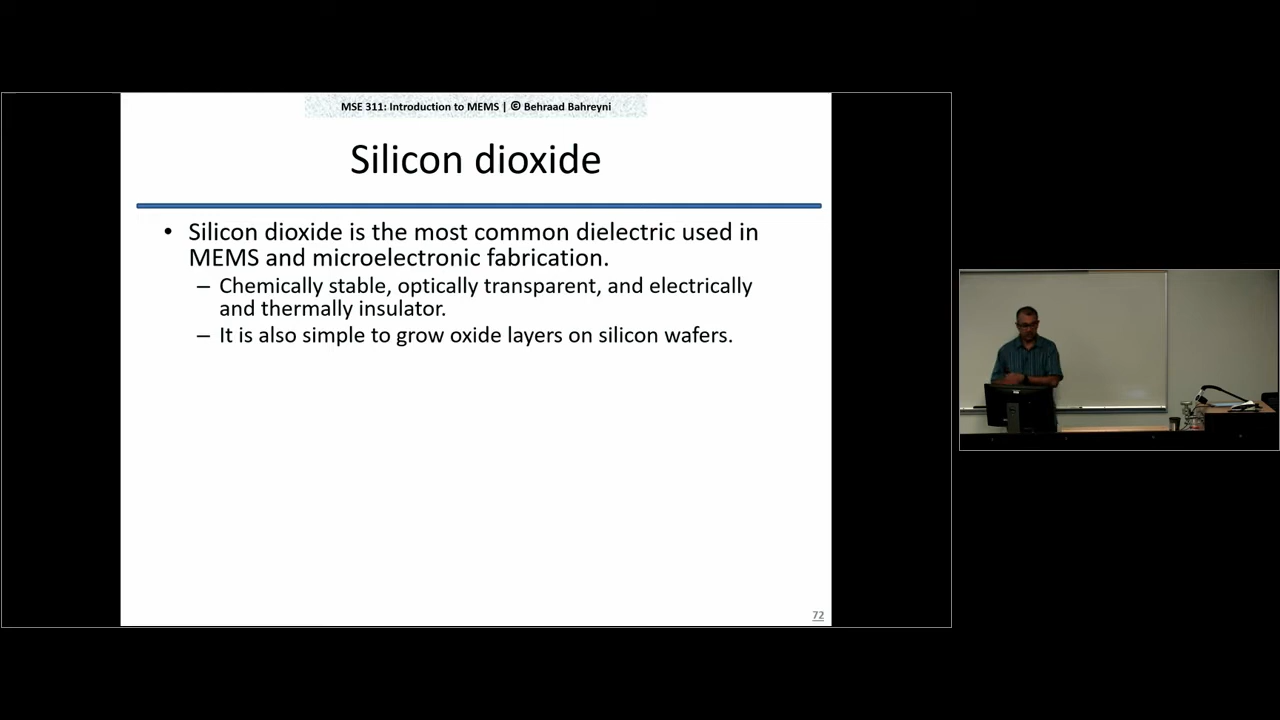 MSE 311: Introduction to MEMS | © Behraad Bahreyni
Silicon dioxide
• Silicon dioxide is the most common dielectric used in
MEMS and microelectronic fabrication.
– Chemically stable, optically transparent, and electrically
and thermally insulator.
– It is also simple to grow oxide layers on silicon wafers.
72